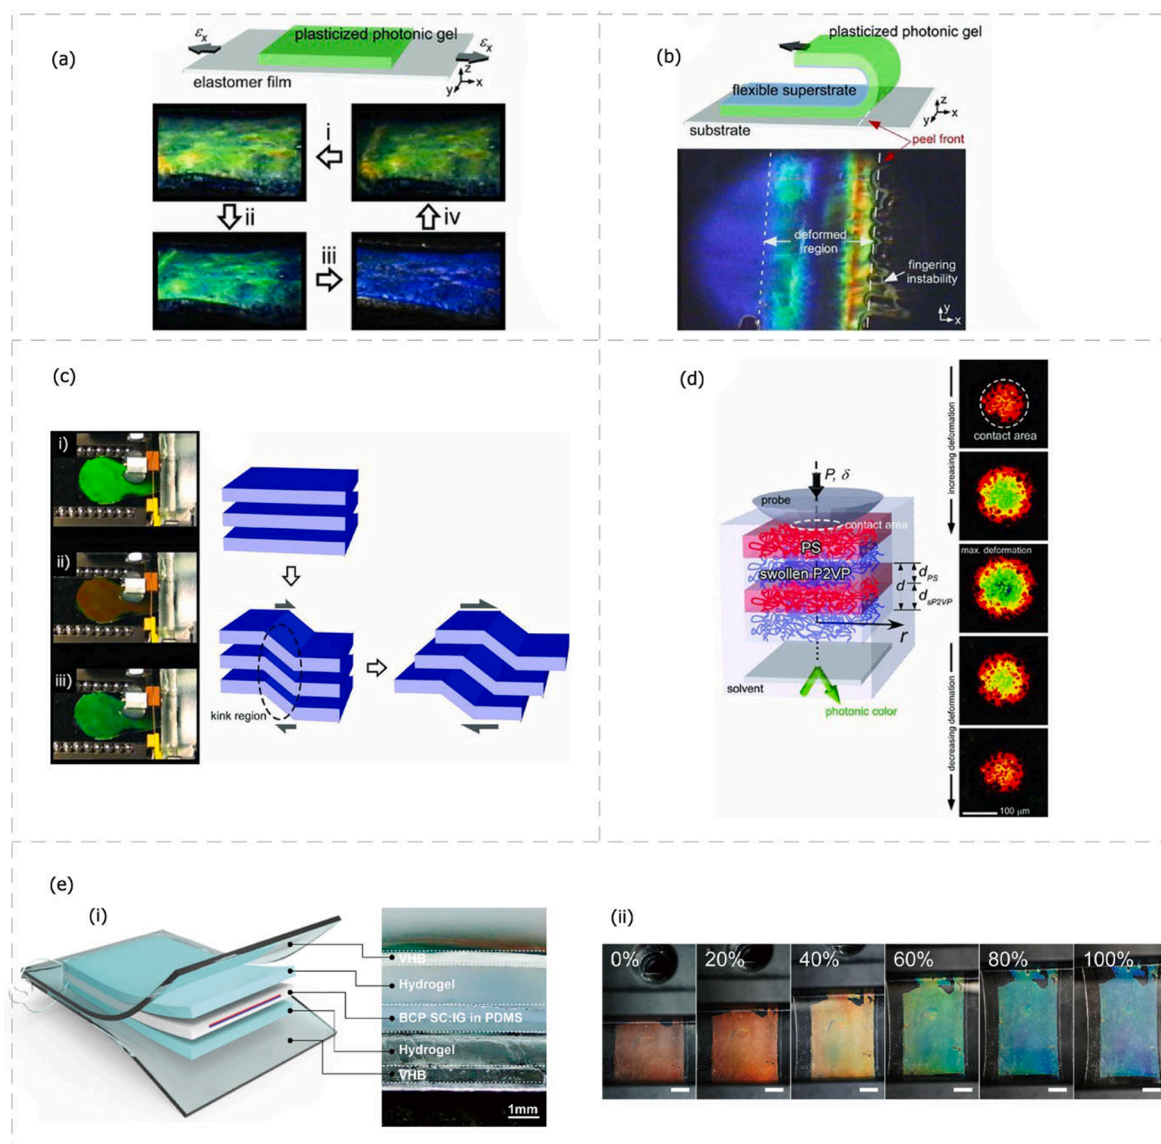 (a)
εx
plasticized photonic gel
εx
elastomer film
z
y x
i
ii
iv
iii
(b)
plasticized photonic gel
flexible superstrate
z
y x
substrate
peel front
deformed
region
fingering
instability
y
x
(c)
i)
ii)
iii)
kink region
(d)
P, δ
probe
contact area
PS
swollen P2VP
d
dPS
dsP2VP
r
solvent
photonic color
increasing deformation
contact area
max. deformation
decreasing deformation
100 μm
(e)
(i)
VHB
Hydrogel
BCP SC:IG in PDMS
Hydrogel
VHB
1mm
(ii)
0% 20% 40% 60% 80% 100%